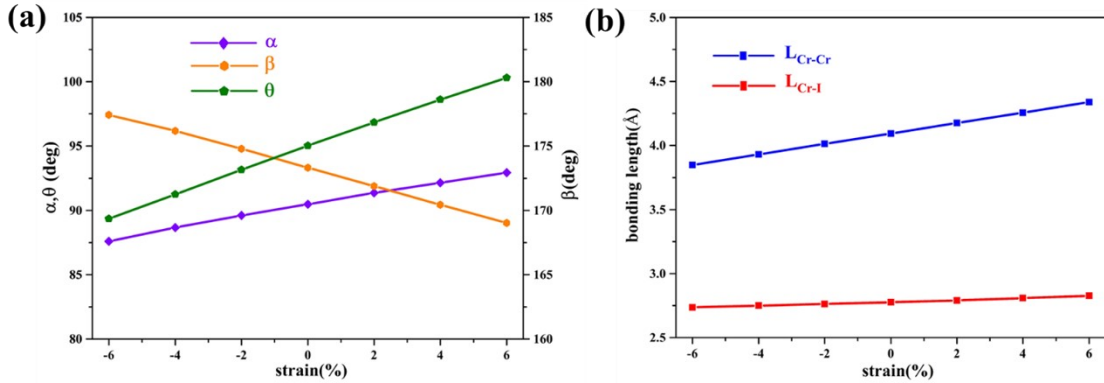 (a)
α
β
θ
α,θ (deg)
105
100
95
90
85
80
β(deg)
185
180
175
170
165
160
-6 -4 -2 0 2 4 6
strain(%)
(b)
L_Cr-Cr
L_Cr-I
bonding length(Å)
5.0
4.5
4.0
3.5
3.0
2.5
-6 -4 -2 0 2 4 6
strain(%)